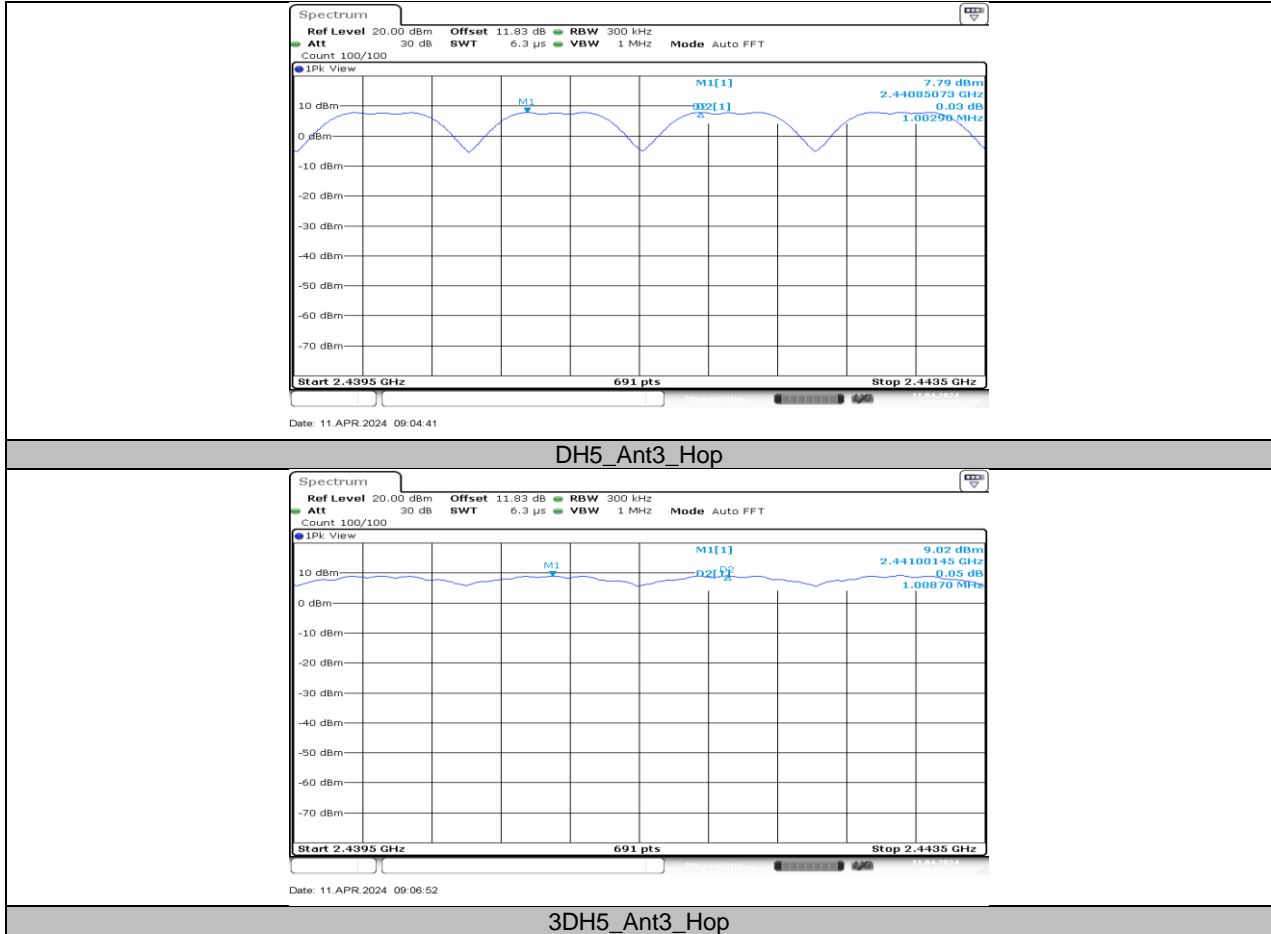 Spectrum
Ref Level 20.00 dBm Offset 11.83 dB RBW 300 kHz
Att 30 dB SWT 6.3 µs VBW 1 MHz Mode Auto FFT
Count 100/100
1Pk View
M1[1] 7.79 dBm
2.44085073 GHz
10 dBm
M1
D2[1] 0.03 dB
1.00290 MHz
0 dBm
-10 dBm
-20 dBm
-30 dBm
-40 dBm
-50 dBm
-60 dBm
-70 dBm
Start 2.4395 GHz 691 pts Stop 2.4435 GHz
Date: 11.APR.2024 09:04:41
DH5_Ant3_Hop
Spectrum
Ref Level 20.00 dBm Offset 11.83 dB RBW 300 kHz
Att 30 dB SWT 6.3 µs VBW 1 MHz Mode Auto FFT
Count 100/100
1Pk View
M1[1] 9.02 dBm
2.44100145 GHz
M1
10 dBm
D2[1] D2 0.05 dB
1.00870 MHz
0 dBm
-10 dBm
-20 dBm
-30 dBm
-40 dBm
-50 dBm
-60 dBm
-70 dBm
Start 2.4395 GHz 691 pts Stop 2.4435 GHz
Date: 11.APR.2024 09:06:52
3DH5_Ant3_Hop